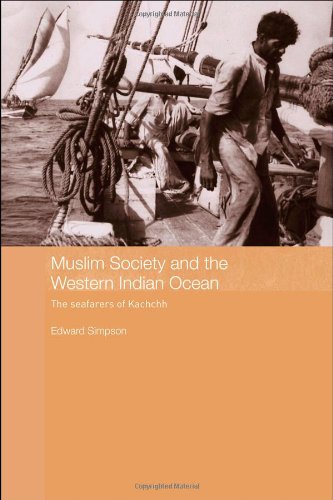 Muslim Society and the
Western Indian Ocean
The seafarers of Kachchh
Edward Simpson